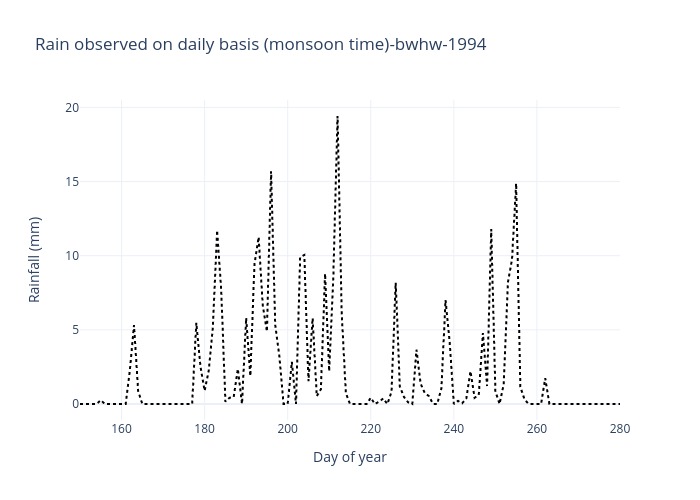 Rain observed on daily basis (monsoon time)-bwhw-1994
20
15
10
5
0
Rainfall (mm)
160 180 200 220 240 260 280
Day of year